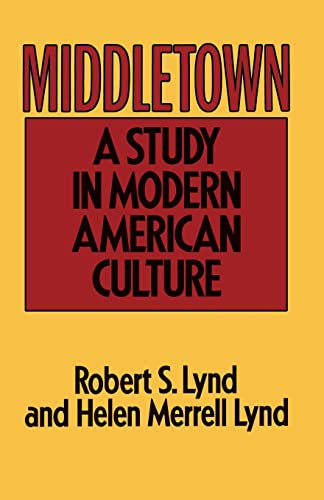 MIDDLETOWN
A STUDY
IN MODERN
AMERICAN
CULTURE
Robert S. Lynd
and Helen Merrell Lynd